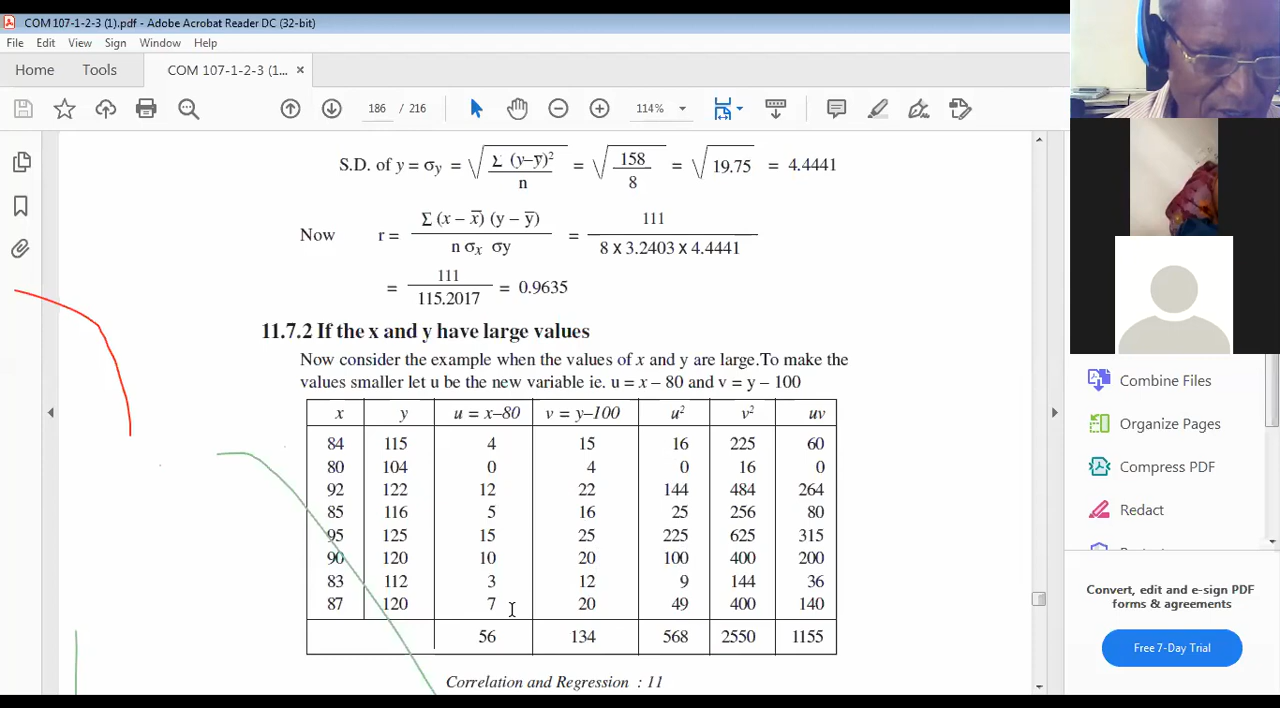 COM 107-1-2-3 (1).pdf - Adobe Acrobat Reader DC (32-bit)
File Edit View Sign Window Help
Home Tools COM 107-1-2-3 (1... ×
186 / 216 114%
S.D. of y = σy = √(Σ (y–ȳ)² / n) = √(158 / 8) = √19.75 = 4.4441
Now r = Σ (x – x̄) (y – ȳ) / n σx σy = 111 / 8 x 3.2403 x 4.4441
= 111 / 115.2017 = 0.9635
11.7.2 If the x and y have large values
Now consider the example when the values of x and y are large.To make the
values smaller let u be the new variable ie. u = x – 80 and v = y – 100
x y u = x–80 v = y–100 u² v² uv
84 115 4 15 16 225 60
80 104 0 4 0 16 0
92 122 12 22 144 484 264
85 116 5 16 25 256 80
95 125 15 25 225 625 315
90 120 10 20 100 400 200
83 112 3 12 9 144 36
87 120 7 20 49 400 140
56 134 568 2550 1155
Correlation and Regression : 11
Combine Files
Organize Pages
Compress PDF
Redact
Convert, edit and e-sign PDF
forms & agreements
Free 7-Day Trial